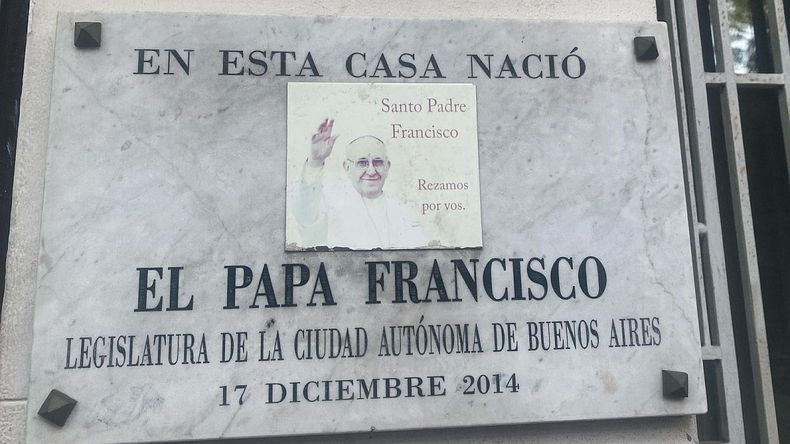 EN ESTA CASA NACIÓ
Santo Padre
Francisco
Rezamos
por vos.
EL PAPA FRANCISCO
LEGISLATURA DE LA CIUDAD AUTÓNOMA DE BUENOS AIRES
17 DICIEMBRE 2014